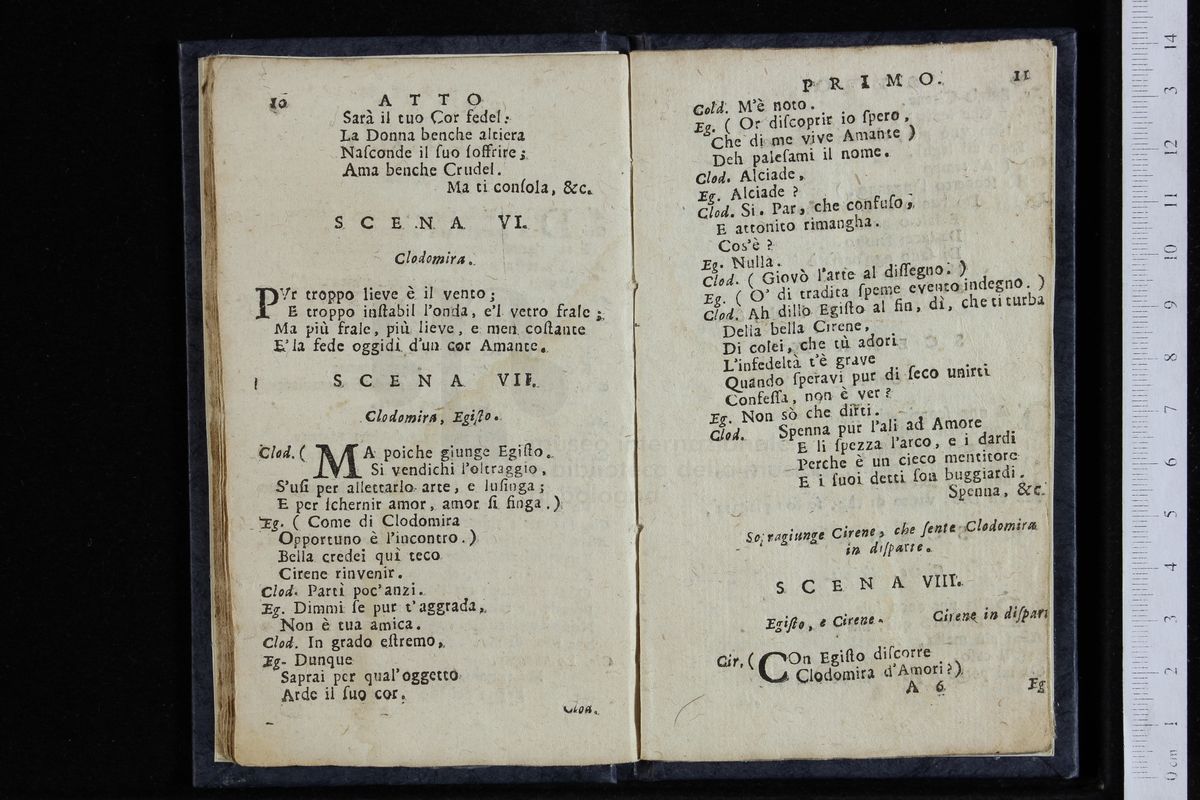 10 ATTO
Sarà il tuo Cor fedel:
La Donna benche altiera
Naſconde il ſuo ſoffrire;
Ama benche Crudel.
Ma ti conſola, &c.
SCENA VI.
Clodomira.
PVr troppo lieve è il vento;
E troppo inſtabil l'onda, e'l vetro frale;
Ma più frale, più lieve, e men coſtante
E' la fede oggidì d'un cor Amante.
SCENA VII.
Clodomira, Egiſto.
Clod. ( MA poiche giunge Egiſto.
Si vendichi l'oltraggio,
S'uſi per allettarlo arte, e luſinga;
E per ſchernir amor, amor ſi finga.)
Eg. ( Come di Clodomira
Opportuno è l'incontro.)
Bella credei quì teco
Cirene rinvenir.
Clod. Partì poc'anzi.
Eg. Dimmi ſe pur t'aggrada,
Non è tua amica.
Clod. In grado eſtremo,
Eg- Dunque
Saprai per qual'oggetto
Arde il ſuo cor.
Clod.
PRIMO. 11
Cold. M'è noto.
Eg. ( Or diſcoprir io ſpero,
Che di me vive Amante )
Deh paleſami il nome.
Clod. Alciade,
Eg. Alciade ?
Clod. Si. Par, che confuſo;
E attonito rimangha.
Cos'è ?
Eg. Nulla.
Clod. ( Giovò l'arte al diſſegno. )
Eg. ( O' di tradita ſpeme evento indegno. )
Clod. Ah dillo Egiſto al fin, dì, che ti turba
Della bella Cirene,
Di colei, che tù adori
L'infedeltà t'è grave
Quando ſperavi pur di ſeco unirti
Confeſſa, non è ver ?
Eg. Non sò che dirti.
Clod. Spenna pur l'ali ad Amore
E li ſpezza l'arco, e i dardi
Perche è un cieco mentitore
E i ſuoi detti ſon buggiardi.
Spenna, &c.
Sopragiunge Cirene, che ſente Clodomira
in diſparte.
SCENA VIII.
Egiſto, e Cirene. Cirene in diſpart
Cir. ( COn Egiſto diſcorre
Clodomira d'Amori?)
A 6 Eg